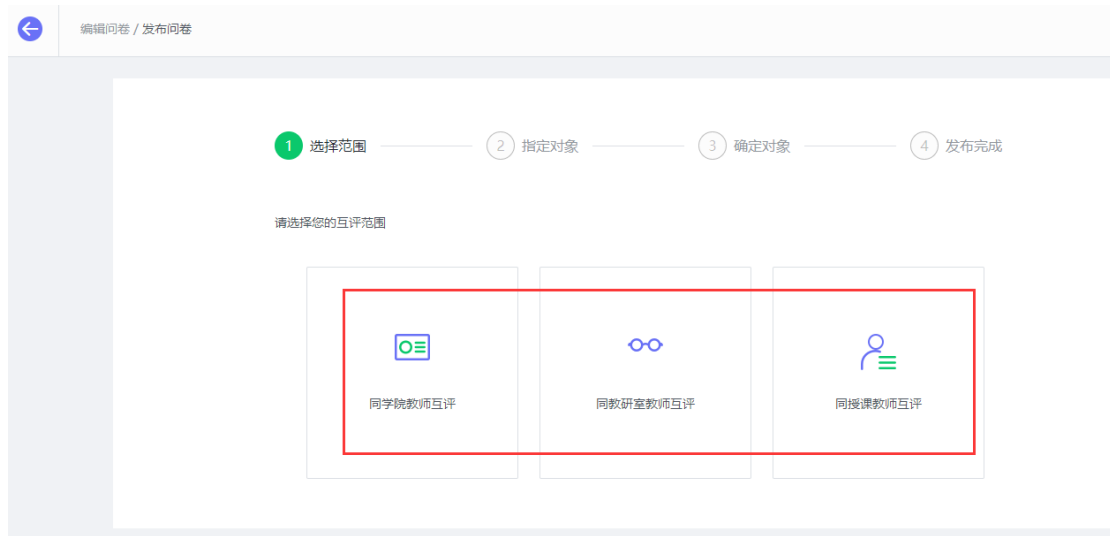 编辑问卷 / 发布问卷
1 选择范围 2 指定对象 3 确定对象 4 发布完成
请选择您的互评范围
同学院教师互评 同教研室教师互评 同授课教师互评